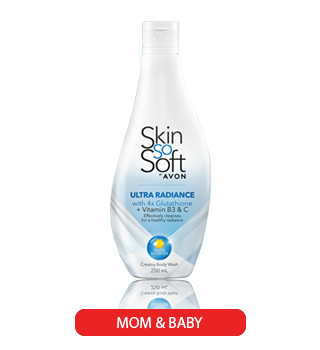 Skin
So
Soft
by AVON
ULTRA RADIANCE
with 4x Glutathione
+ Vitamin B3 & C
Effectively cleanses
for a healthy radiance
Creamy Body Wash
250 mL
MOM & BABY